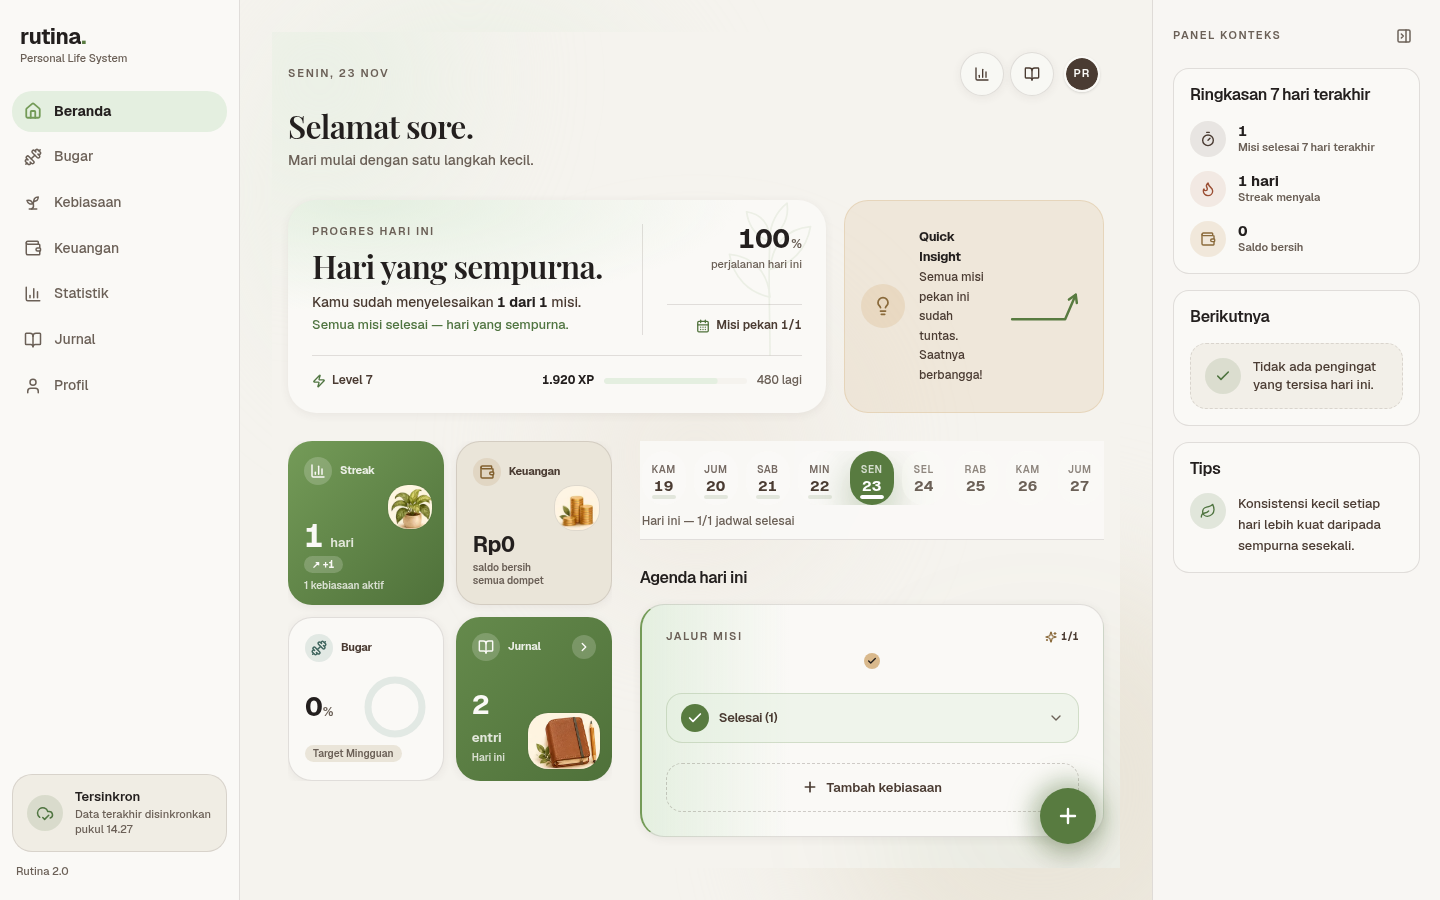 rutina.
Personal Life System
Beranda
Bugar
Kebiasaan
Keuangan
Statistik
Jurnal
Profil
Tersinkron
Data terakhir disinkronkan
pukul 14.27
Rutina 2.0
SENIN, 23 NOV
PR
Selamat sore.
Mari mulai dengan satu langkah kecil.
PROGRES HARI INI
Hari yang sempurna.
Kamu sudah menyelesaikan 1 dari 1 misi.
Semua misi selesai — hari yang sempurna.
100%
perjalanan hari ini
Misi pekan 1/1
Level 7
1.920 XP
480 lagi
Quick
Insight
Semua misi
pekan ini
sudah
tuntas.
Saatnya
berbangga!
Streak
1 hari
↗ +1
1 kebiasaan aktif
Keuangan
Rp0
saldo bersih
semua dompet
Bugar
0%
Target Mingguan
Jurnal
2
entri
Hari ini
KAM JUM SAB MIN SEN SEL RAB KAM JUM
19 20 21 22 23 24 25 26 27
Hari ini — 1/1 jadwal selesai
Agenda hari ini
JALUR MISI
1/1
Selesai (1)
Tambah kebiasaan
PANEL KONTEKS
Ringkasan 7 hari terakhir
1
Misi selesai 7 hari terakhir
1 hari
Streak menyala
0
Saldo bersih
Berikutnya
Tidak ada pengingat
yang tersisa hari ini.
Tips
Konsistensi kecil setiap
hari lebih kuat daripada
sempurna sesekali.